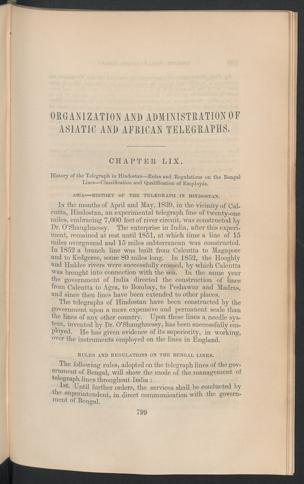 ORGANIZATION AND ADMINISTRATION OF
ASIATIC AND AFRICAN TELEGRAPHS.
CHAPTER LIX.
History of the Telegraph in Hindostan—Rules and Regulations on the Bengal
Lines—Classification and Qualification of Employés.
ASIA—HISTORY OF THE TELEGRAPH IN HINDOSTAN.
In the months of April and May, 1839, in the vicinity of Cal-
cutta, Hindostan, an experimental telegraph line of twenty-one
miles, embracing 7,000 feet of river circuit, was constructed by
Dr. O'Shaughnessy. The enterprise in India, after this experi-
ment, remained at rest until 1851, at which time a line of 15
miles overground and 15 miles subterranean was constructed.
In 1852 a branch line was built from Calcutta to Magapore
and to Kedgeree, some 80 miles long. In 1852, the Hooghly
and Haldee rivers were successfully crossed, by which Calcutta
was brought into connection with the sea. In the same year
the government of India directed the construction of lines
from Calcutta to Agra, to Bombay, to Peshawur and Madras,
and since then lines have been extended to other places.
The telegraphs of Hindostan have been constructed by the
government upon a more expensive and permanent scale than
the lines of any other country. Upon these lines a needle sys-
tem, invented by Dr. O'Shaughnessy, has been successfully em-
ployed. He has given evidence of its superiority, in working,
over the instruments employed on the lines in England.
RULES AND REGULATIONS ON THE BENGAL LINES.
The following rules, adopted on the telegraph lines of the gov-
ernment of Bengal, will show the mode of the management of
telegraph lines throughout India:
1st. Until further orders, the services shall be conducted by
the superintendent, in direct communication with the govern-
ment of Bengal.
799